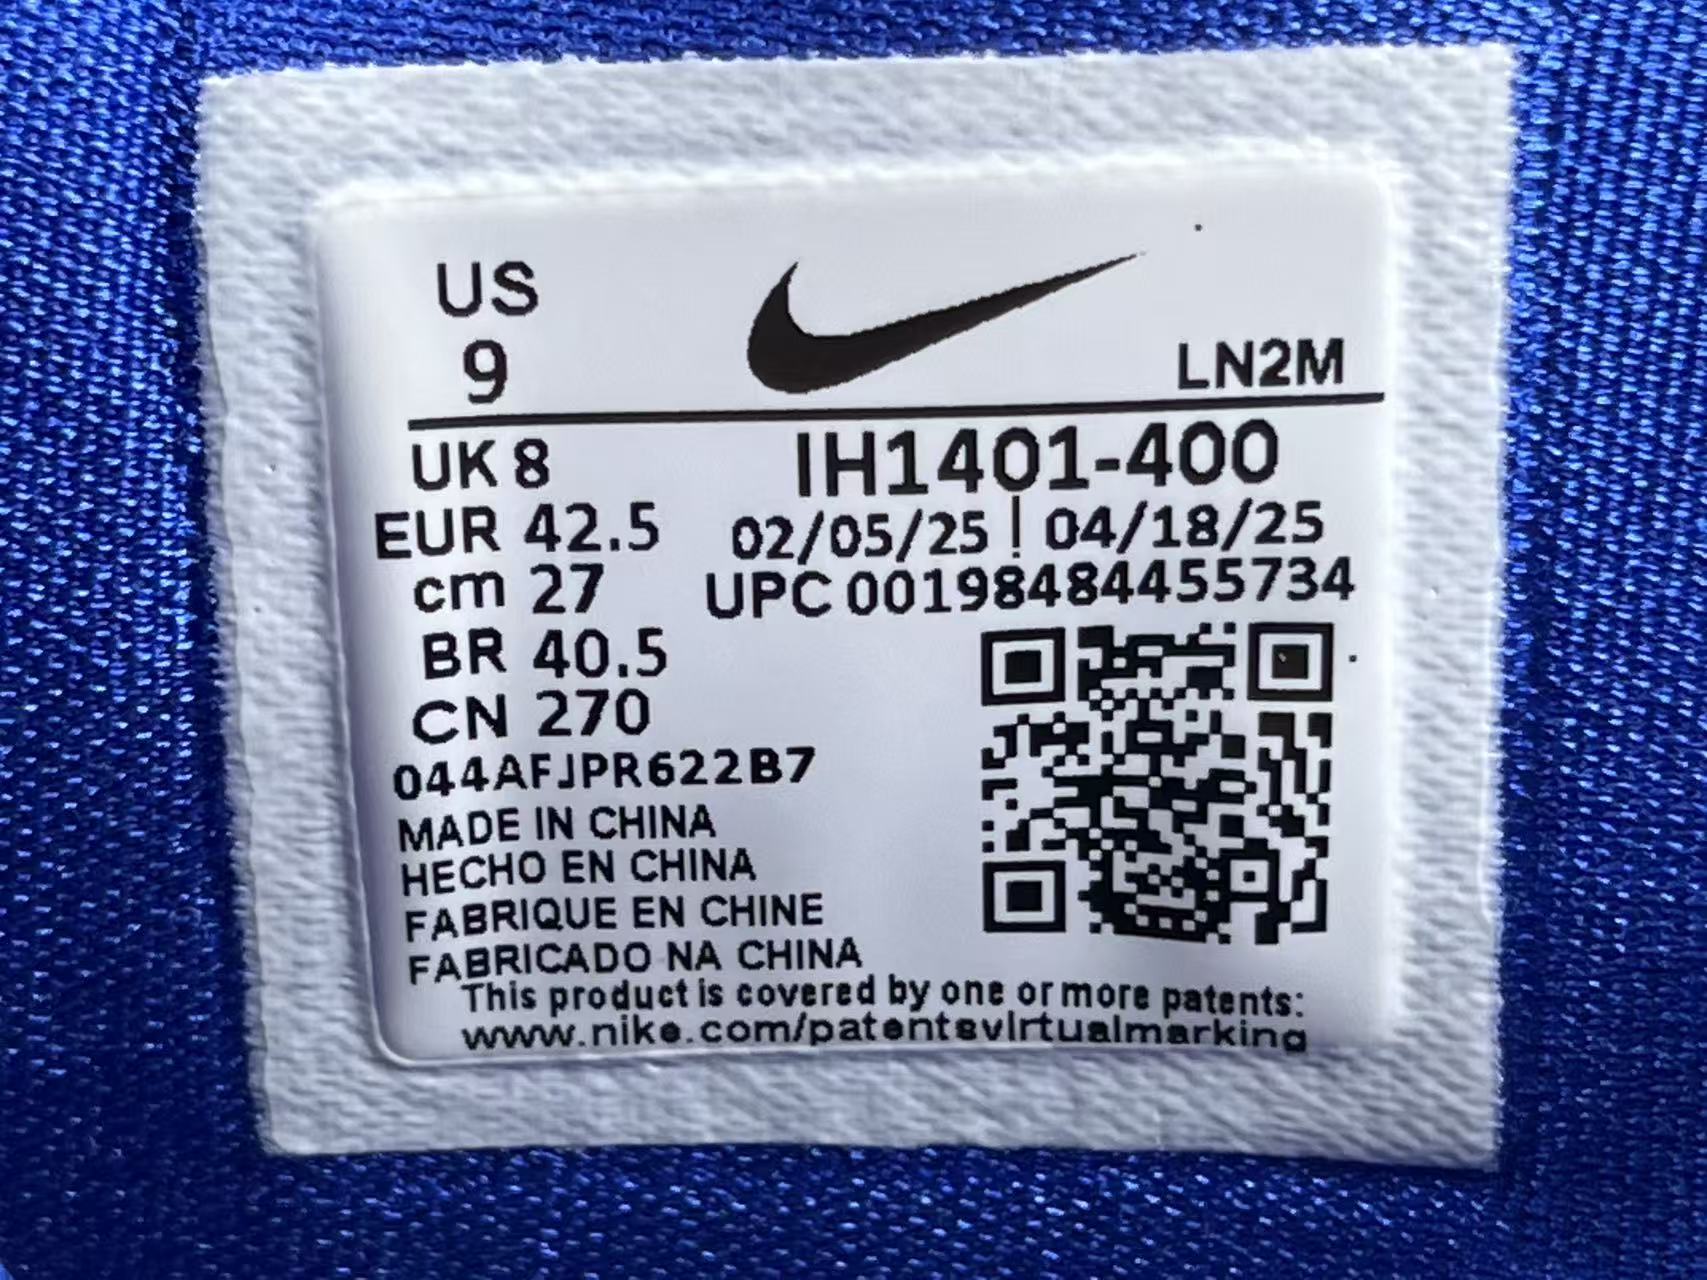 US
9
LN2M
UK 8
IH1401-400
EUR 42.5
02/05/25 | 04/18/25
cm 27
UPC 00198484455734
BR 40.5
CN 270
044AFJPR622B7
MADE IN CHINA
HECHO EN CHINA
FABRIQUE EN CHINE
FABRICADO NA CHINA
This product is covered by one or more patents:
www.nike.com/patentsvirtualmarking